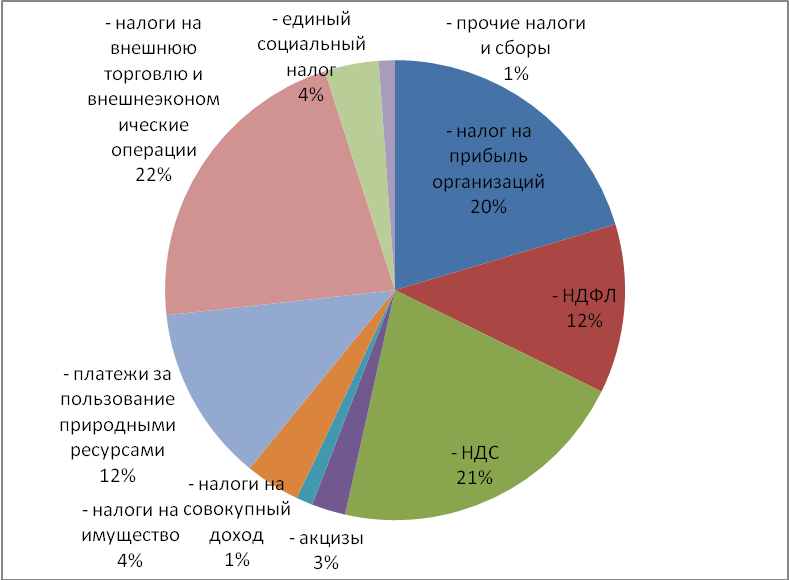 - налоги на
внешнюю
торговлю и
внешнеэконом
ические
операции
22%
- единый
социальный
налог
4%
- прочие налоги
и сборы
1%
- налог на
прибыль
организаций
20%
- НДФЛ
12%
- НДС
21%
- акцизы
3%
- налоги на
совокупный
доход
1%
- налоги на
имущество
4%
- платежи за
пользование
природными
ресурсами
12%